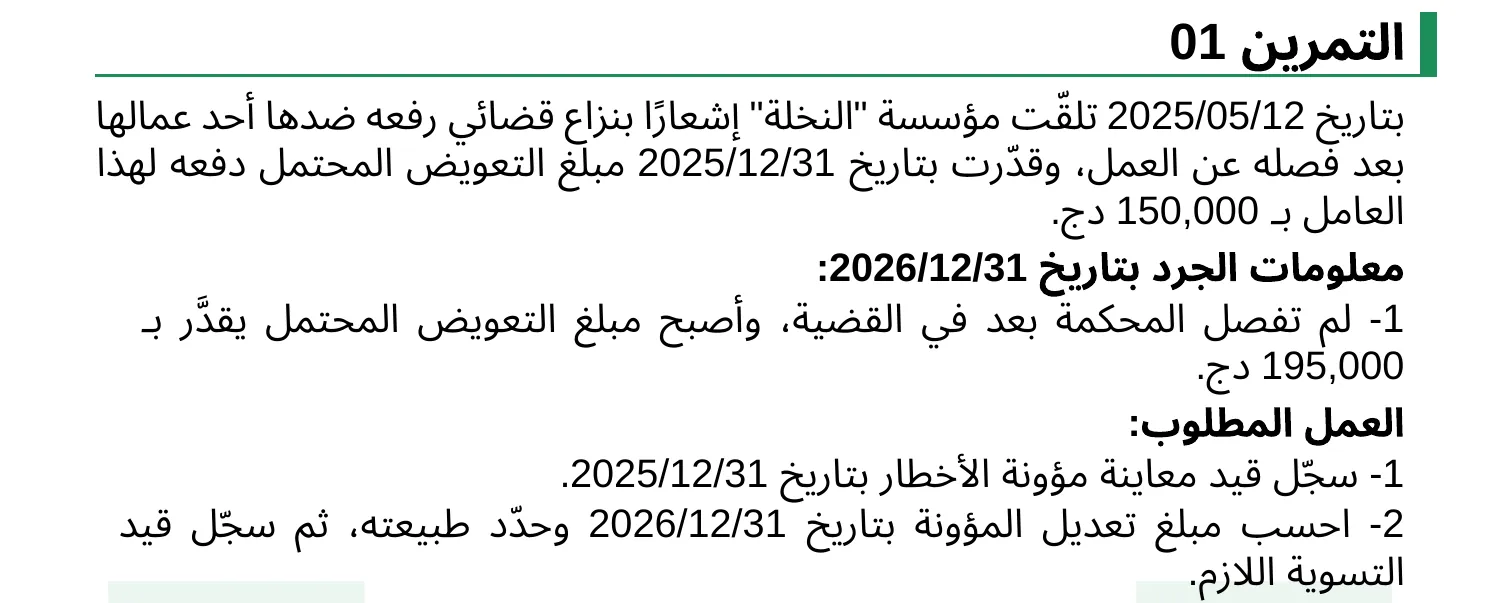 التمرين 01
بتاريخ 2025/05/12 تلقّت مؤسسة "النخلة" إشعارًا بنزاع قضائي رفعه ضدها أحد عمالها
بعد فصله عن العمل، وقدّرت بتاريخ 2025/12/31 مبلغ التعويض المحتمل دفعه لهذا
العامل بـ 150,000 دج.
معلومات الجرد بتاريخ 2026/12/31:
1- لم تفصل المحكمة بعد في القضية، وأصبح مبلغ التعويض المحتمل يقدَّر بـ
195,000 دج.
العمل المطلوب:
1- سجّل قيد معاينة مؤونة الأخطار بتاريخ 2025/12/31.
2- احسب مبلغ تعديل المؤونة بتاريخ 2026/12/31 وحدّد طبيعته، ثم سجّل قيد
التسوية اللازم.